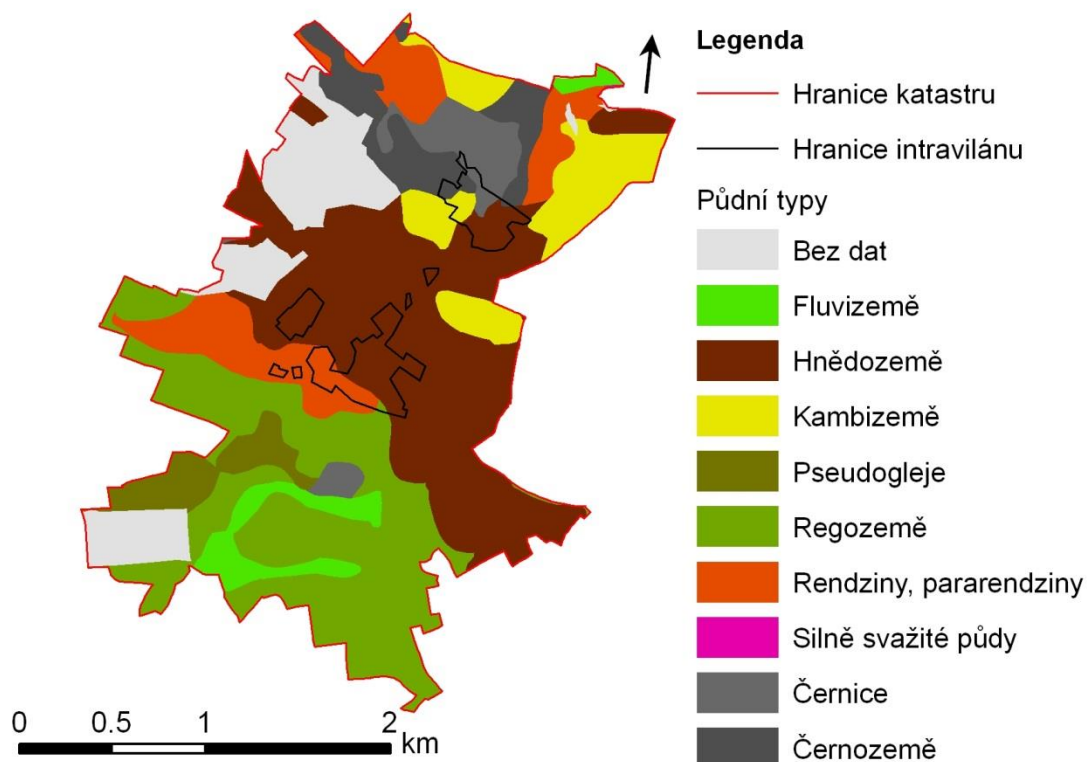 Legenda
Hranice katastru
Hranice intravilánu
Půdní typy
Bez dat
Fluvizemě
Hnědozemě
Kambizemě
Pseudogleje
Regozemě
Rendziny, pararendziny
Silně svažité půdy
Černice
Černozemě
0 0.5 1 2
km